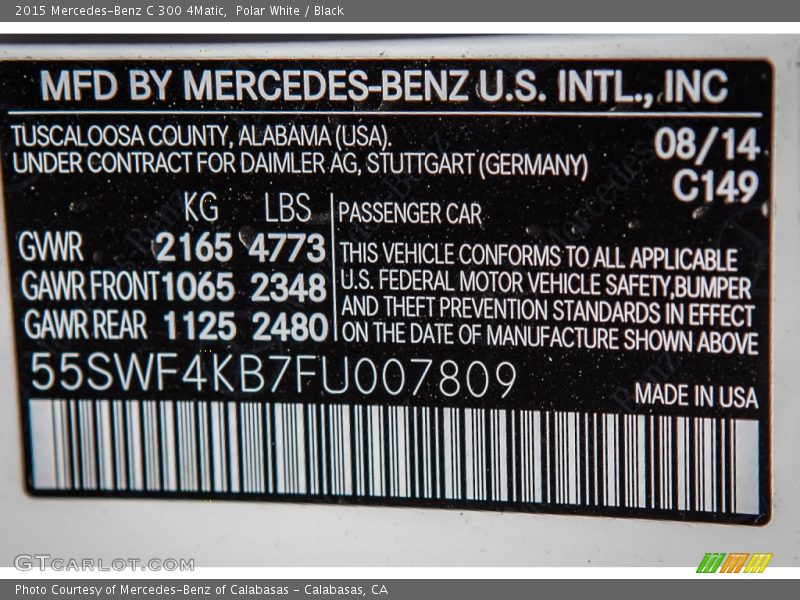 2015 Mercedes-Benz C 300 4Matic,  Polar White / Black
MFD BY MERCEDES-BENZ U.S. INTL., INC
TUSCALOOSA COUNTY, ALABAMA (USA).
UNDER CONTRACT FOR DAIMLER AG, STUTTGART (GERMANY)
08/14
C149
KG LBS
GVWR 2165 4773
GAWR FRONT 1065 2348
GAWR REAR 1125 2480
PASSENGER CAR
THIS VEHICLE CONFORMS TO ALL APPLICABLE
U.S. FEDERAL MOTOR VEHICLE SAFETY,BUMPER
AND THEFT PREVENTION STANDARDS IN EFFECT
ON THE DATE OF MANUFACTURE SHOWN ABOVE
55SWF4KB7FU007809
MADE IN USA
GTCARLOT.COM
Photo Courtesy of Mercedes-Benz of Calabasas - Calabasas, CA